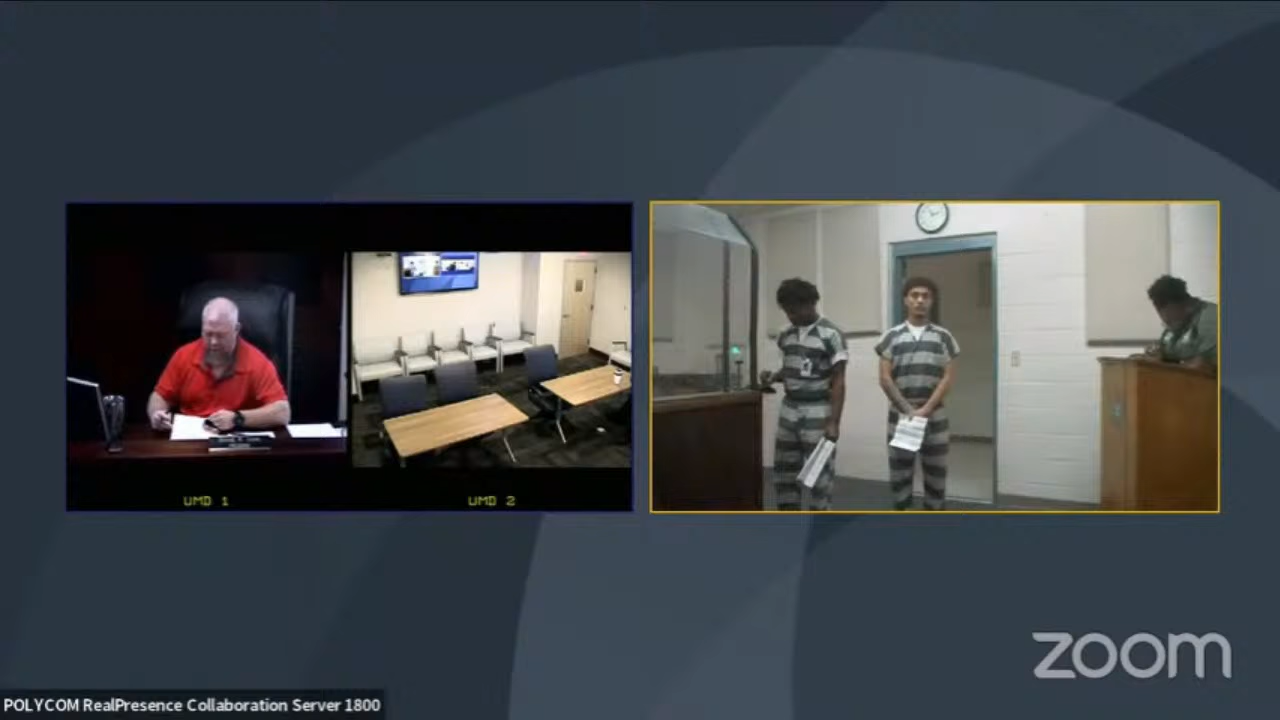 UMD 1
UMD 2
zoom
POLYCOM RealPresence Collaboration Server 1800